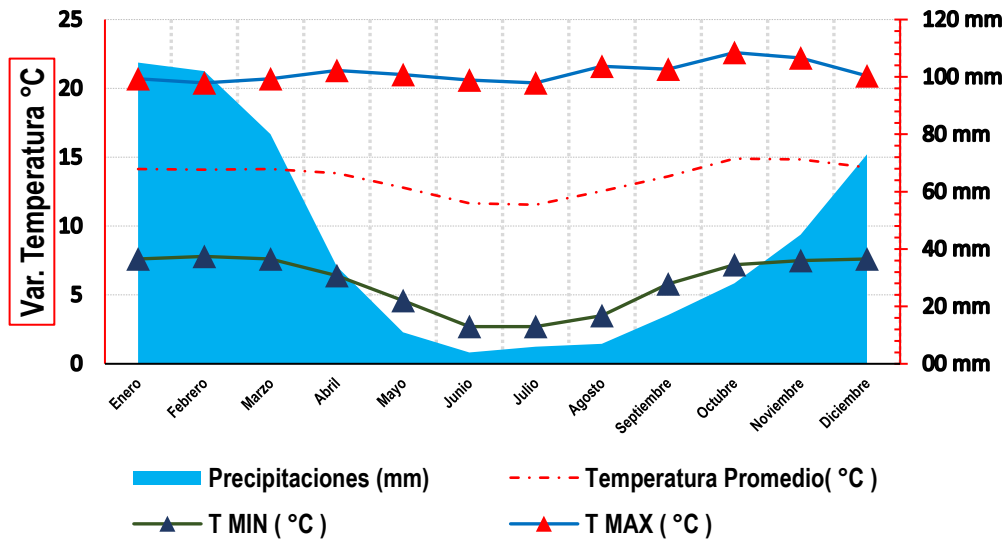 Var. Temperatura °C
25
20
15
10
5
0
120 mm
100 mm
80 mm
60 mm
40 mm
20 mm
00 mm
Enero
Febrero
Marzo
Abril
Mayo
Junio
Julio
Agosto
Septiembre
Octubre
Noviembre
Diciembre
Precipitaciones (mm)
Temperatura Promedio( °C )
T MIN ( °C )
T MAX ( °C )